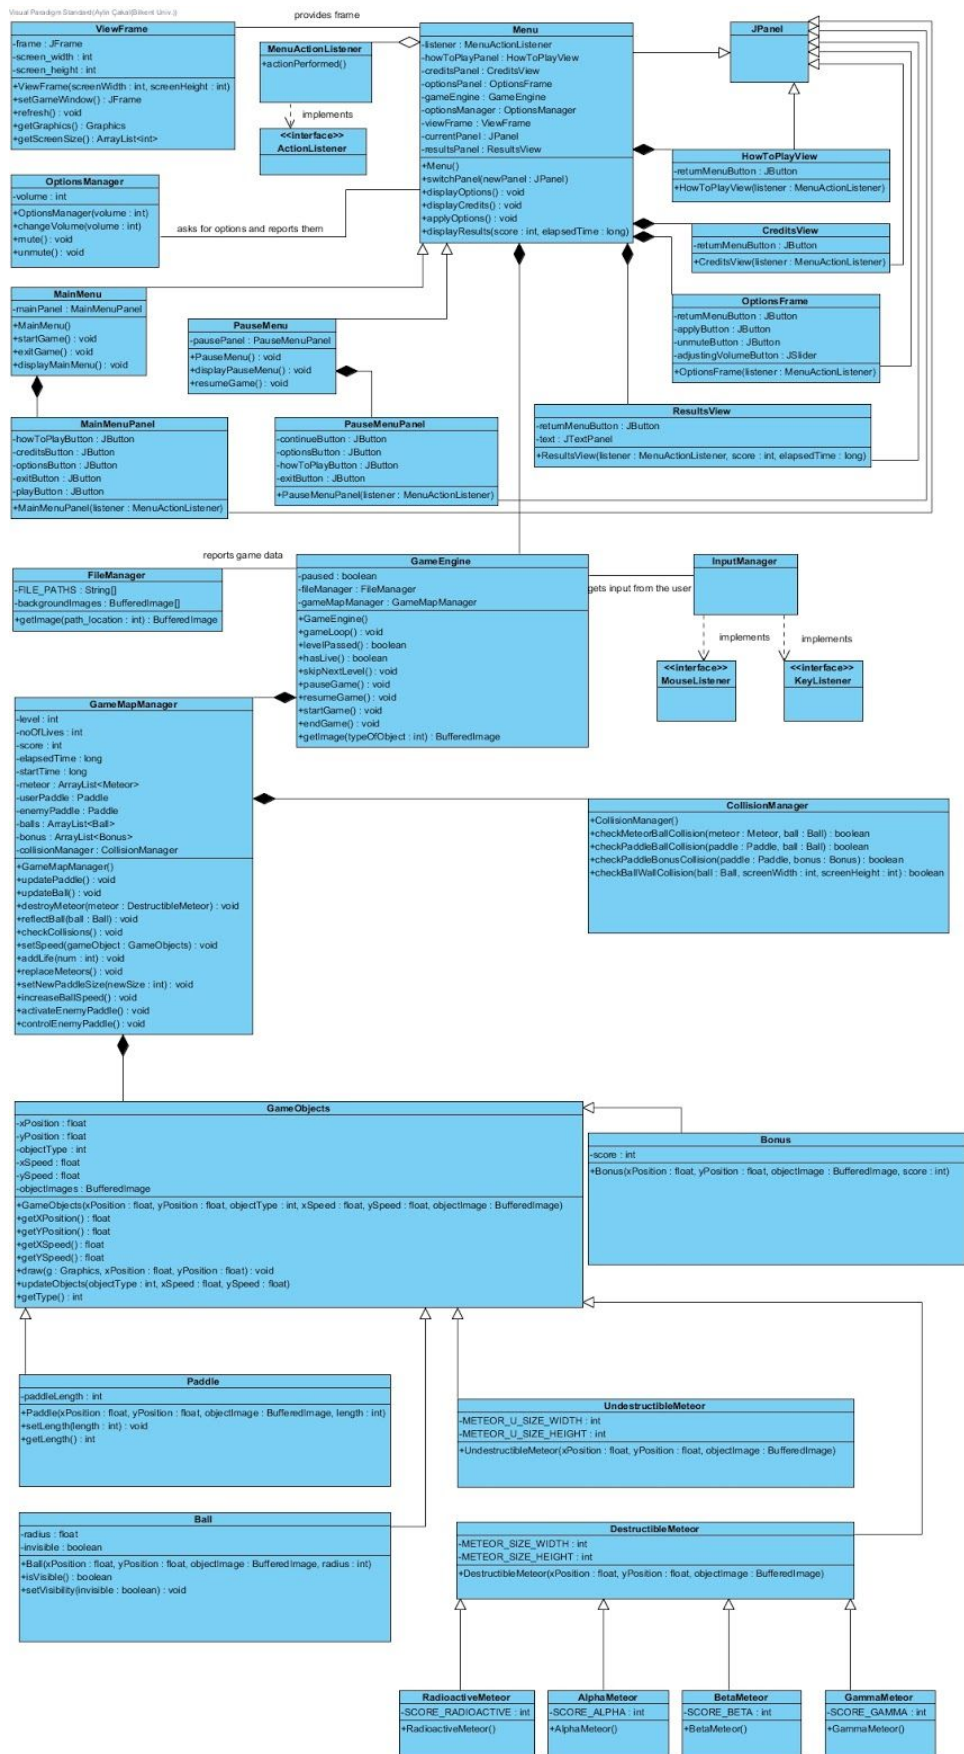 Visual Paradigm Standard(Aylin Çakal(Bilkent Univ.))
ViewFrame
-frame : JFrame
-screen_width : int
-screen_height : int
+ViewFrame(screenWidth : int, screenHeight : int)
+setGameWindow() : JFrame
+refresh() : void
+getGraphics() : Graphics
+getScreenSize() : ArrayList<int>
provides frame
MenuActionListener
+actionPerformed()
implements
<<interface>>
ActionListener
Menu
-listener : MenuActionListener
-howToPlayPanel : HowToPlayView
-creditsPanel : CreditsView
-optionsPanel : OptionsFrame
-gameEngine : GameEngine
-optionsManager : OptionsManager
-viewFrame : ViewFrame
-currentPanel : JPanel
-resultsPanel : ResultsView
+Menu()
+switchPanel(newPanel : JPanel)
+displayOptions() : void
+displayCredits() : void
+applyOptions() : void
+displayResults(score : int, elapsedTime : long)
JPanel
HowToPlayView
-returnMenuButton : JButton
+HowToPlayView(listener : MenuActionListener)
OptionsManager
-volume : int
+OptionsManager(volume : int)
+changeVolume(volume : int)
+mute() : void
+unmute() : void
asks for options and reports them
CreditsView
-returnMenuButton : JButton
+CreditsView(listener : MenuActionListener)
MainMenu
-mainPanel : MainMenuPanel
+MainMenu()
+startGame() : void
+exitGame() : void
+displayMainMenu() : void
PauseMenu
-pausePanel : PauseMenuPanel
+PauseMenu() : void
+displayPauseMenu() : void
+resumeGame() : void
OptionsFrame
-returnMenuButton : JButton
-applyButton : JButton
-unmuteButton : JButton
-adjustingVolumeButton : JSlider
+OptionsFrame(listener : MenuActionListener)
MainMenuPanel
-howToPlayButton : JButton
-creditsButton : JButton
-optionsButton : JButton
-exitButton : JButton
-playButton : JButton
+MainMenuPanel(listener : MenuActionListener)
PauseMenuPanel
-continueButton : JButton
-optionsButton : JButton
-howToPlayButton : JButton
-exitButton : JButton
+PauseMenuPanel(listener : MenuActionListener)
ResultsView
-returnMenuButton : JButton
-text : JTextPanel
+ResultsView(listener : MenuActionListener, score : int, elapsedTime : long)
reports game data
FileManager
-FILE_PATHS : String[]
-backgroundImages : BufferedImage[]
+getImage(path_location : int) : BufferedImage
GameEngine
-paused : boolean
-fileManager : FileManager
-gameMapManager : GameMapManager
+GameEngine()
+gameLoop() : void
+levelPassed() : boolean
+hasLive() : boolean
+skipNextLevel() : void
+pauseGame() : void
+resumeGame() : void
+startGame() : void
+endGame() : void
+getImage(typeOfObject : int) : BufferedImage
gets input from the user
InputManager
implements
implements
<<interface>>
MouseListener
<<interface>>
KeyListener
GameMapManager
-level : int
-noOfLives : int
-score : int
-elapsedTime : long
-startTime : long
-meteor : ArrayList<Meteor>
-userPaddle : Paddle
-enemyPaddle : Paddle
-balls : ArrayList<Ball>
-bonus : ArrayList<Bonus>
-collisionManager : CollisionManager
+GameMapManager()
+updatePaddle() : void
+updateBall() : void
+destroyMeteor(meteor : DestructibleMeteor) : void
+reflectBall(ball : Ball) : void
+checkCollisions() : void
+setSpeed(gameObject : GameObjects) : void
+addLife(num : int) : void
+replaceMeteors() : void
+setNewPaddleSize(newSize : int) : void
+increaseBallSpeed() : void
+activateEnemyPaddle() : void
+controlEnemyPaddle() : void
CollisionManager
+CollisionManager()
+checkMeteorBallCollision(meteor : Meteor, ball : Ball) : boolean
+checkPaddleBallCollision(paddle : Paddle, ball : Ball) : boolean
+checkPaddleBonusCollision(paddle : Paddle, bonus : Bonus) : boolean
+checkBallWallCollision(ball : Ball, screenWidth : int, screenHeight : int) : boolean
GameObjects
-xPosition : float
-yPosition : float
-objectType : int
-xSpeed : float
-ySpeed : float
-objectImages : BufferedImage
+GameObjects(xPosition : float, yPosition : float, objectType : int, xSpeed : float, ySpeed : float, objectImage : BufferedImage)
+getXPosition() : float
+getYPosition() : float
+getXSpeed() : float
+getYSpeed() : float
+draw(g : Graphics, xPosition : float, yPosition : float) : void
+updateObjects(objectType : int, xSpeed : float, ySpeed : float)
+getType() : int
Bonus
-score : int
+Bonus(xPosition : float, yPosition : float, objectImage : BufferedImage, score : int)
Paddle
-paddleLength : int
+Paddle(xPosition : float, yPosition : float, objectImage : BufferedImage, length : int)
+setLength(length : int) : void
+getLength() : int
UndestructibleMeteor
-METEOR_U_SIZE_WIDTH : int
-METEOR_U_SIZE_HEIGHT : int
+UndestructibleMeteor(xPosition : float, yPosition : float, objectImage : BufferedImage)
Ball
-radius : float
-invisible : boolean
+Ball(xPosition : float, yPosition : float, objectImage : BufferedImage, radius : int)
+isVisible() : boolean
+setVisibility(invisible : boolean) : void
DestructibleMeteor
-METEOR_SIZE_WIDTH : int
-METEOR_SIZE_HEIGHT : int
+DestructibleMeteor(xPosition : float, yPosition : float, objectImage : BufferedImage)
RadioactiveMeteor
-SCORE_RADIOACTIVE : int
+RadioactiveMeteor()
AlphaMeteor
-SCORE_ALPHA : int
+AlphaMeteor()
BetaMeteor
-SCORE_BETA : int
+BetaMeteor()
GammaMeteor
-SCORE_GAMMA : int
+GammaMeteor()